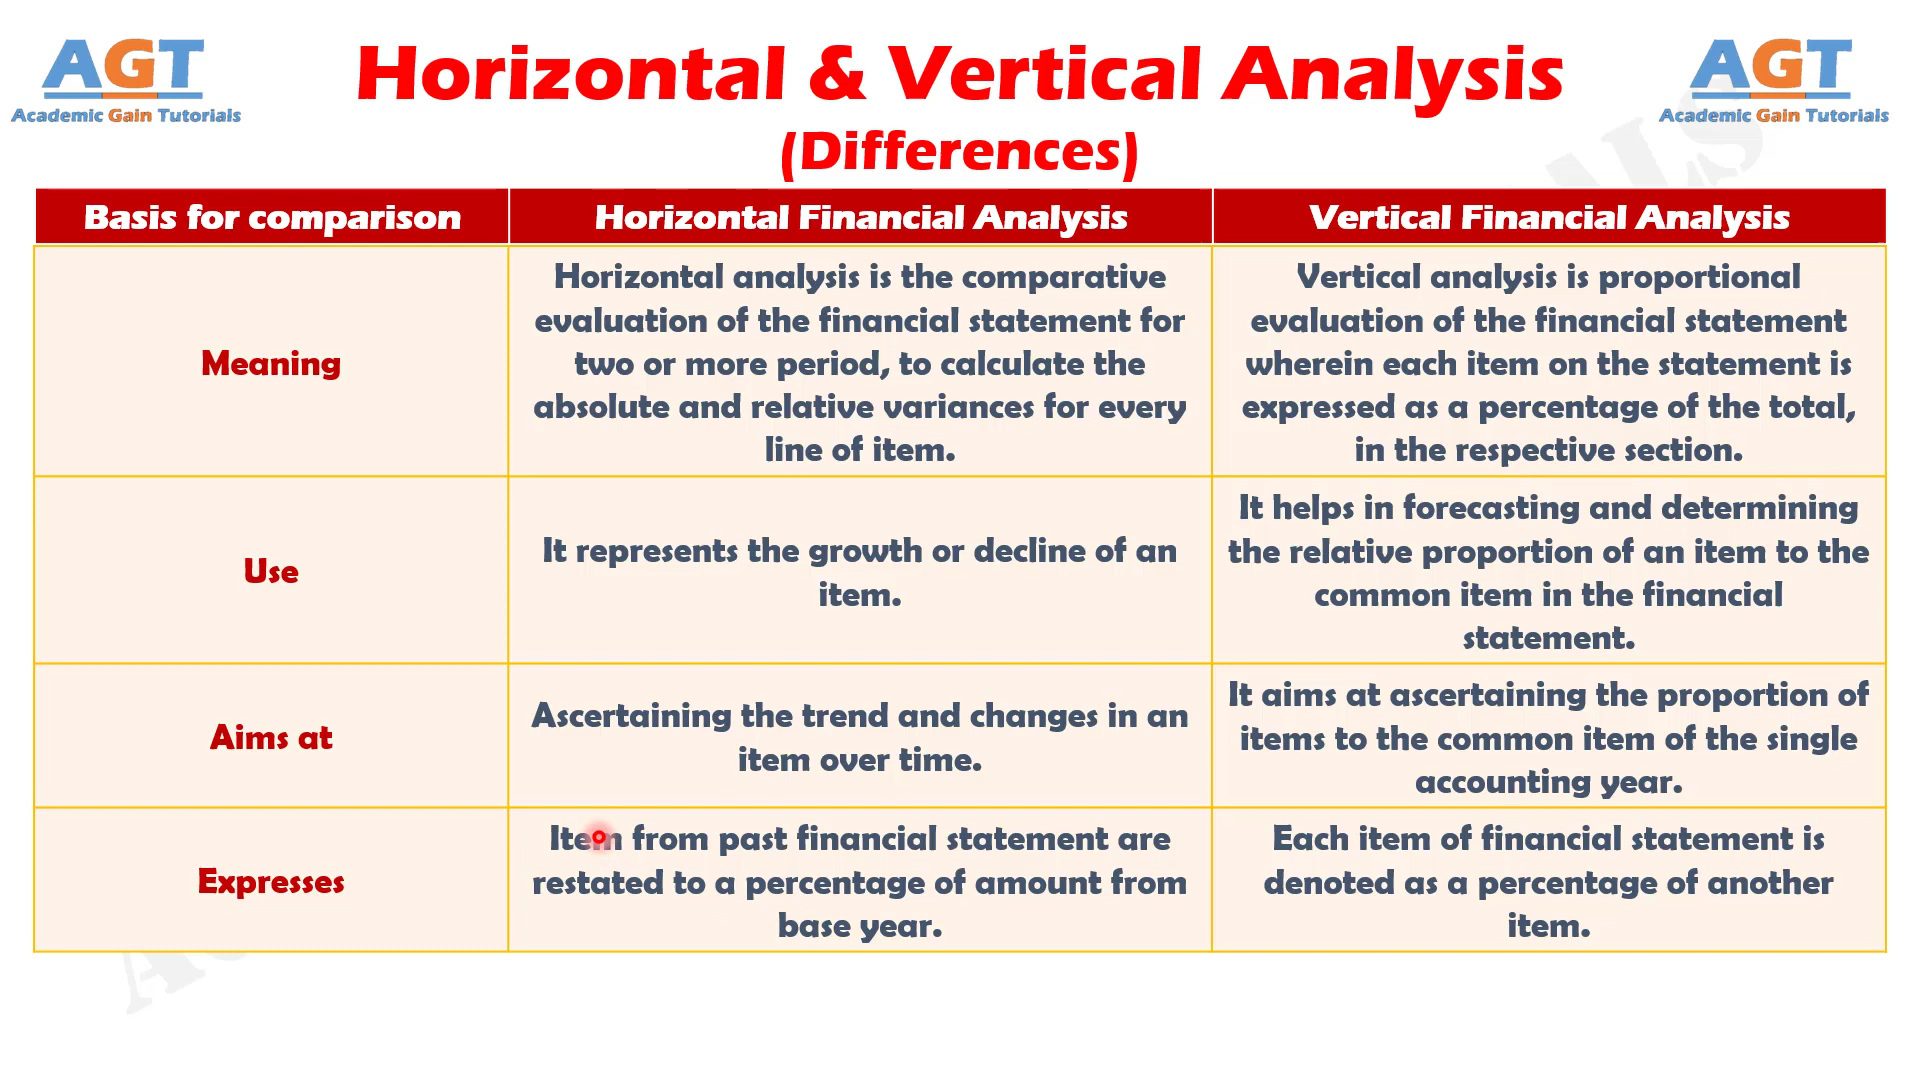 AGT
Academic Gain Tutorials
Horizontal & Vertical Analysis
(Differences)
AGT
Academic Gain Tutorials
Basis for comparison
Horizontal Financial Analysis
Vertical Financial Analysis
Meaning
Horizontal analysis is the comparative
evaluation of the financial statement for
two or more period, to calculate the
absolute and relative variances for every
line of item.
Vertical analysis is proportional
evaluation of the financial statement
wherein each item on the statement is
expressed as a percentage of the total,
in the respective section.
Use
It represents the growth or decline of an
item.
It helps in forecasting and determining
the relative proportion of an item to the
common item in the financial
statement.
Aims at
Ascertaining the trend and changes in an
item over time.
It aims at ascertaining the proportion of
items to the common item of the single
accounting year.
Expresses
Item from past financial statement are
restated to a percentage of amount from
base year.
Each item of financial statement is
denoted as a percentage of another
item.